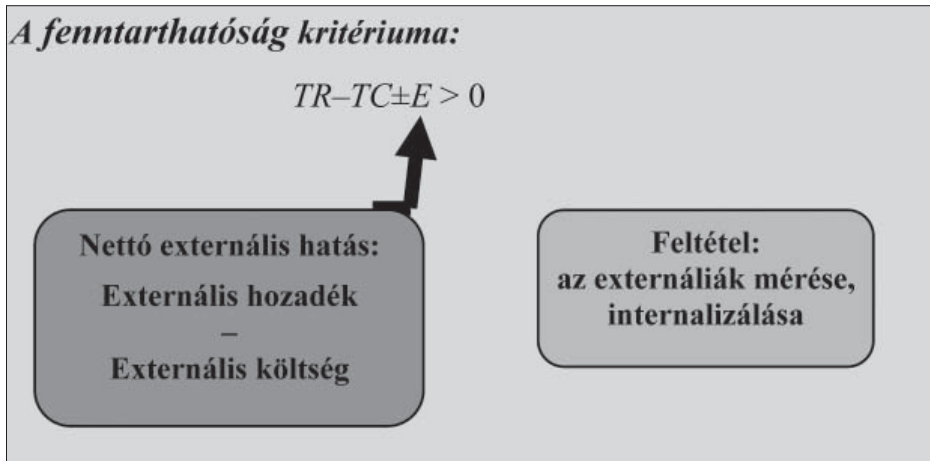 A fenntarthatóság kritériuma:
TR–TC±E > 0
Nettó externális hatás:
Externális hozadék
–
Externális költség
Feltétel:
az externáliák mérése,
internalizálása